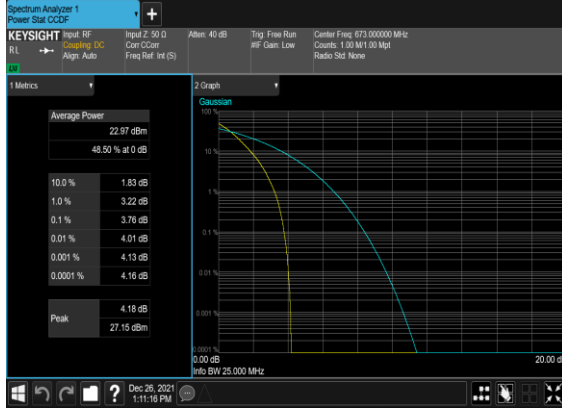 Spectrum Analyzer 1
Power Stat CCDF
KEYSIGHT
RL
Input: RF
Coupling: DC
Align: Auto
Input Z: 50 Ω
Corr CCorr
Freq Ref: Int (S)
Atten: 40 dB
Trig: Free Run
#IF Gain: Low
Center Freq: 673.000000 MHz
Counts: 1.00 M/1.00 Mpt
Radio Std: None
1 Metrics
Average Power
22.97 dBm
48.50 % at 0 dB
10.0 % 1.83 dB
1.0 % 3.22 dB
0.1 % 3.76 dB
0.01 % 4.01 dB
0.001 % 4.13 dB
0.0001 % 4.16 dB
Peak
4.18 dB
27.15 dBm
2 Graph
Gaussian
100 %
10 %
1 %
0.1 %
0.01 %
0.001 %
0.0001 %
0.00 dB
20.00 dB
Info BW 25.000 MHz
?
Dec 26, 2021
1:11:16 PM